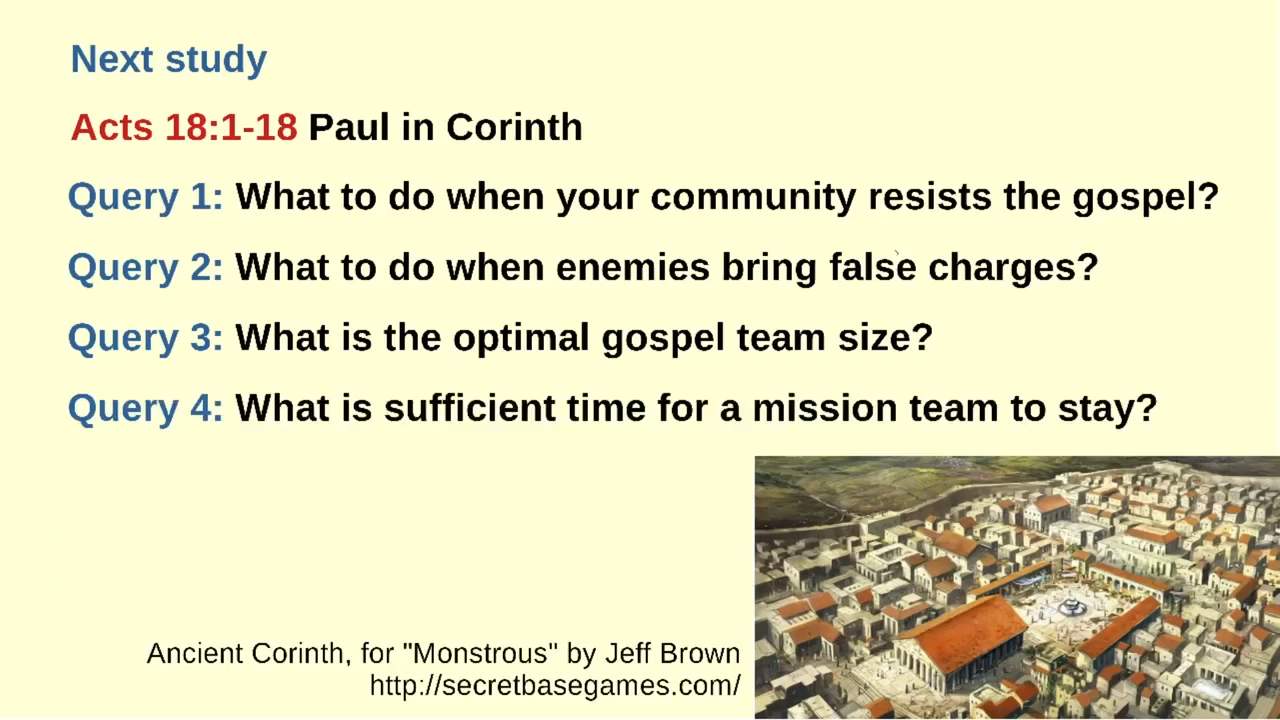 Next study
Acts 18:1-18 Paul in Corinth
Query 1: What to do when your community resists the gospel?
Query 2: What to do when enemies bring false charges?
Query 3: What is the optimal gospel team size?
Query 4: What is sufficient time for a mission team to stay?
Ancient Corinth, for "Monstrous" by Jeff Brown
http://secretbasegames.com/